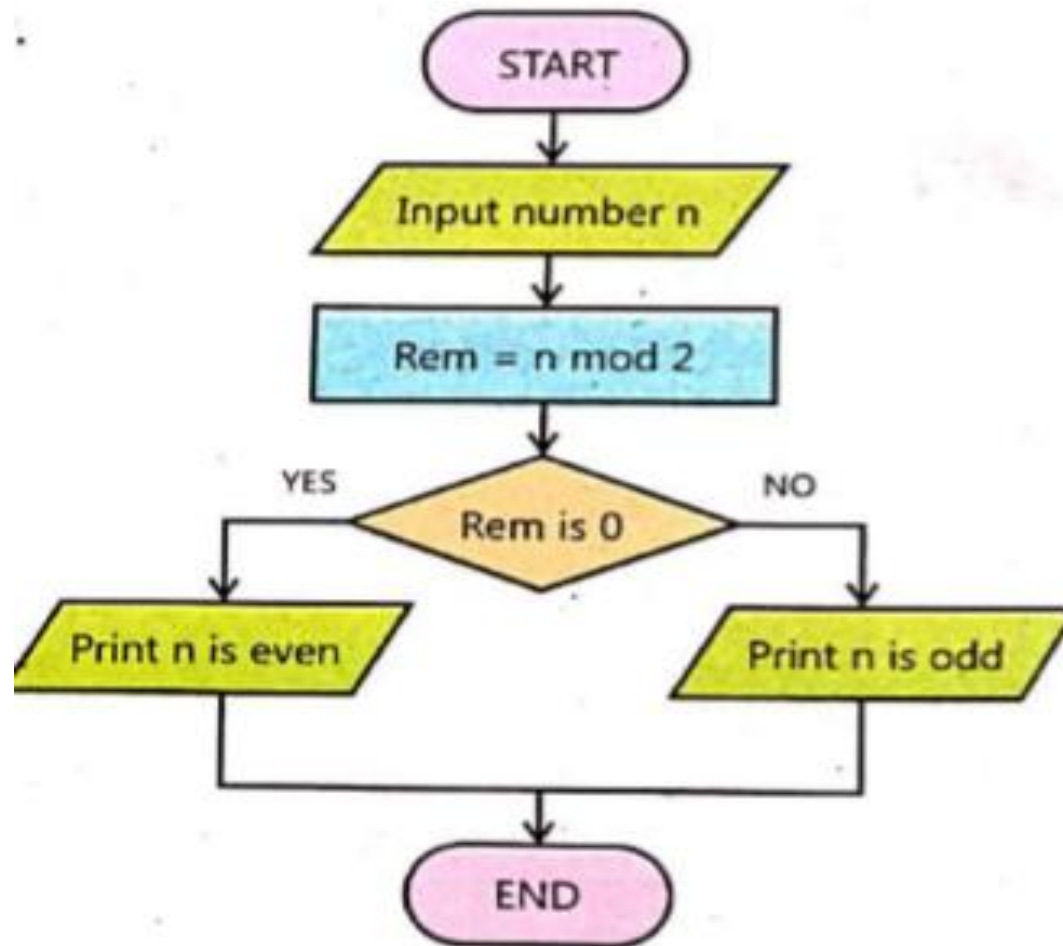 START
Input number n
Rem = n mod 2
YES
NO
Rem is 0
Print n is even
Print n is odd
END